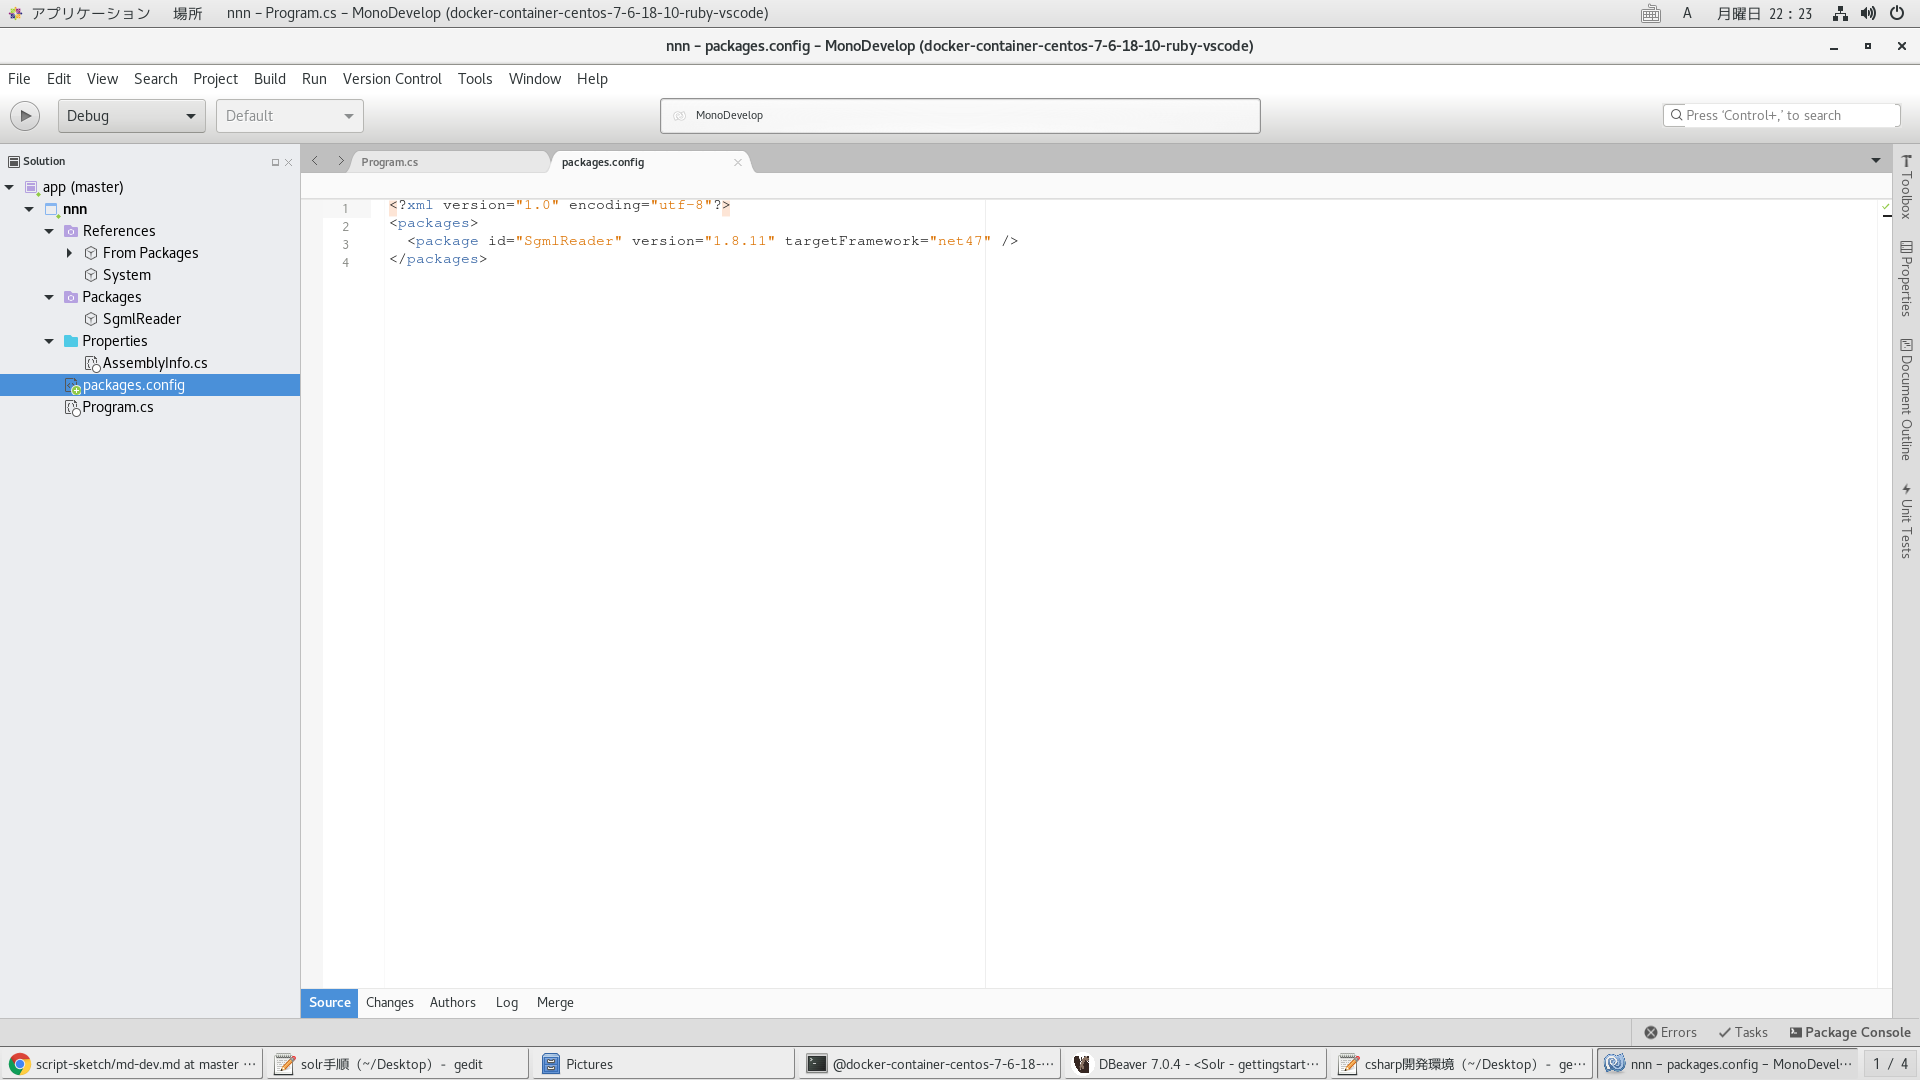 アプリケーション 場所 nnn – Program.cs – MonoDevelop (docker-container-centos-7-6-18-10-ruby-vscode) A 月曜日 22：23
nnn – packages.config – MonoDevelop (docker-container-centos-7-6-18-10-ruby-vscode)
File Edit View Search Project Build Run Version Control Tools Window Help
Debug Default MonoDevelop Press 'Control+,' to search
Solution
Program.cs packages.config
app (master)
nnn
References
From Packages
System
Packages
SgmlReader
Properties
AssemblyInfo.cs
packages.config
Program.cs
1 <?xml version="1.0" encoding="utf-8"?>
2 <packages>
3 <package id="SgmlReader" version="1.8.11" targetFramework="net47" />
4 </packages>
Toolbox
Properties
Document Outline
Unit Tests
Source Changes Authors Log Merge
Errors Tasks Package Console
script-sketch/md-dev.md at master ··· solr手順（~/Desktop） - gedit Pictures @docker-container-centos-7-6-18-··· DBeaver 7.0.4 - <Solr - gettingstart··· csharp開発環境（~/Desktop） - ge··· nnn – packages.config – MonoDevel··· 1 / 4